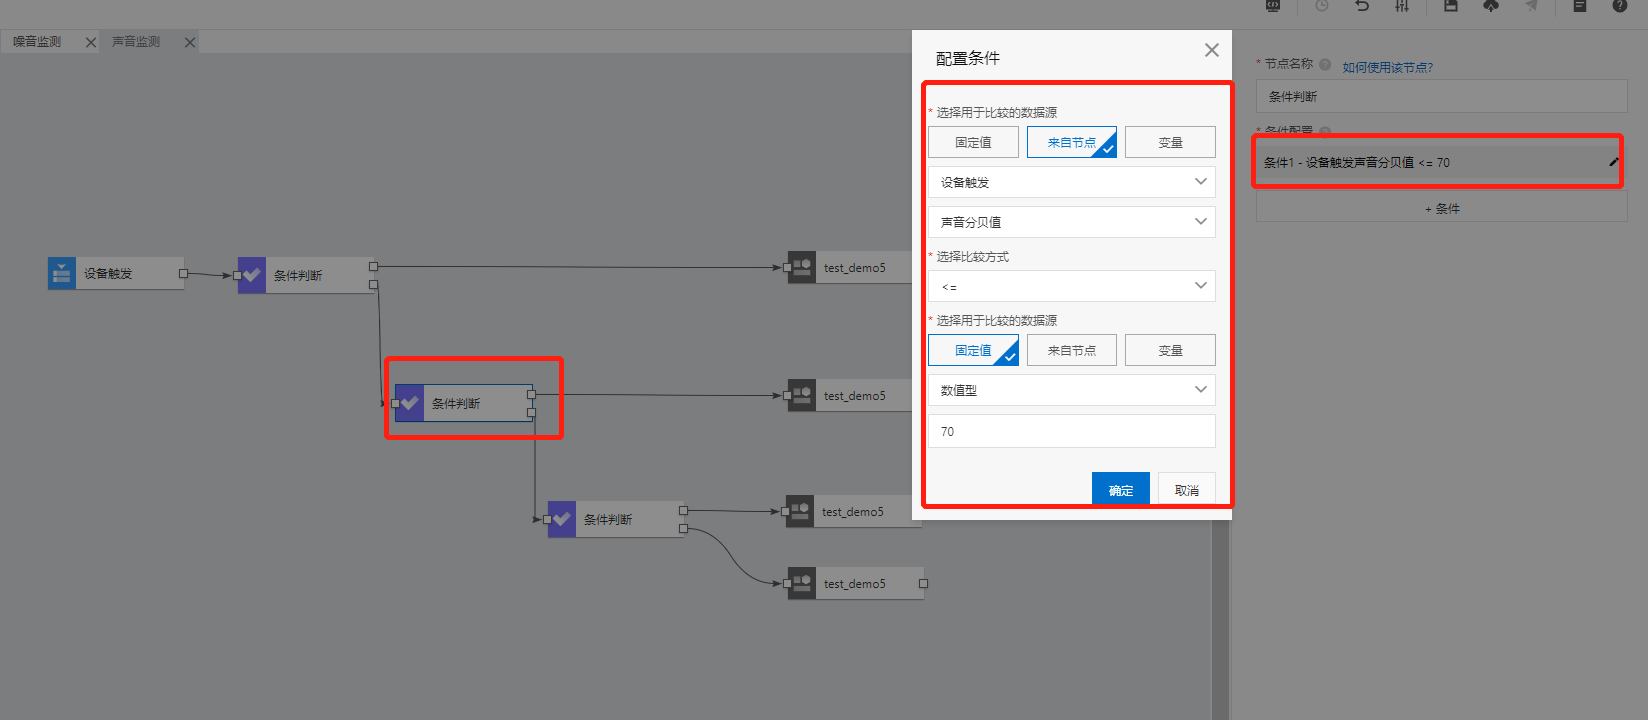 噪音监测
声音监测
设备触发
条件判断
test_demo5
条件判断
test_demo5
条件判断
test_demo5
test_demo5
配置条件
* 选择用于比较的数据源
固定值 来自节点 变量
设备触发
声音分贝值
* 选择比较方式
<=
* 选择用于比较的数据源
固定值 来自节点 变量
数值型
70
确定 取消
* 节点名称 ? 如何使用该节点?
条件判断
* 条件配置 ?
条件1 - 设备触发声音分贝值 <= 70
+ 条件